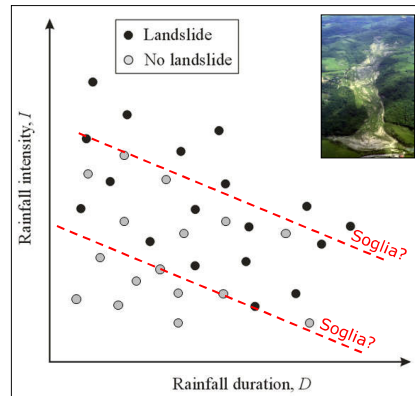 Landslide
No landslide
Rainfall intensity, I
Soglia?
Soglia?
Rainfall duration, D